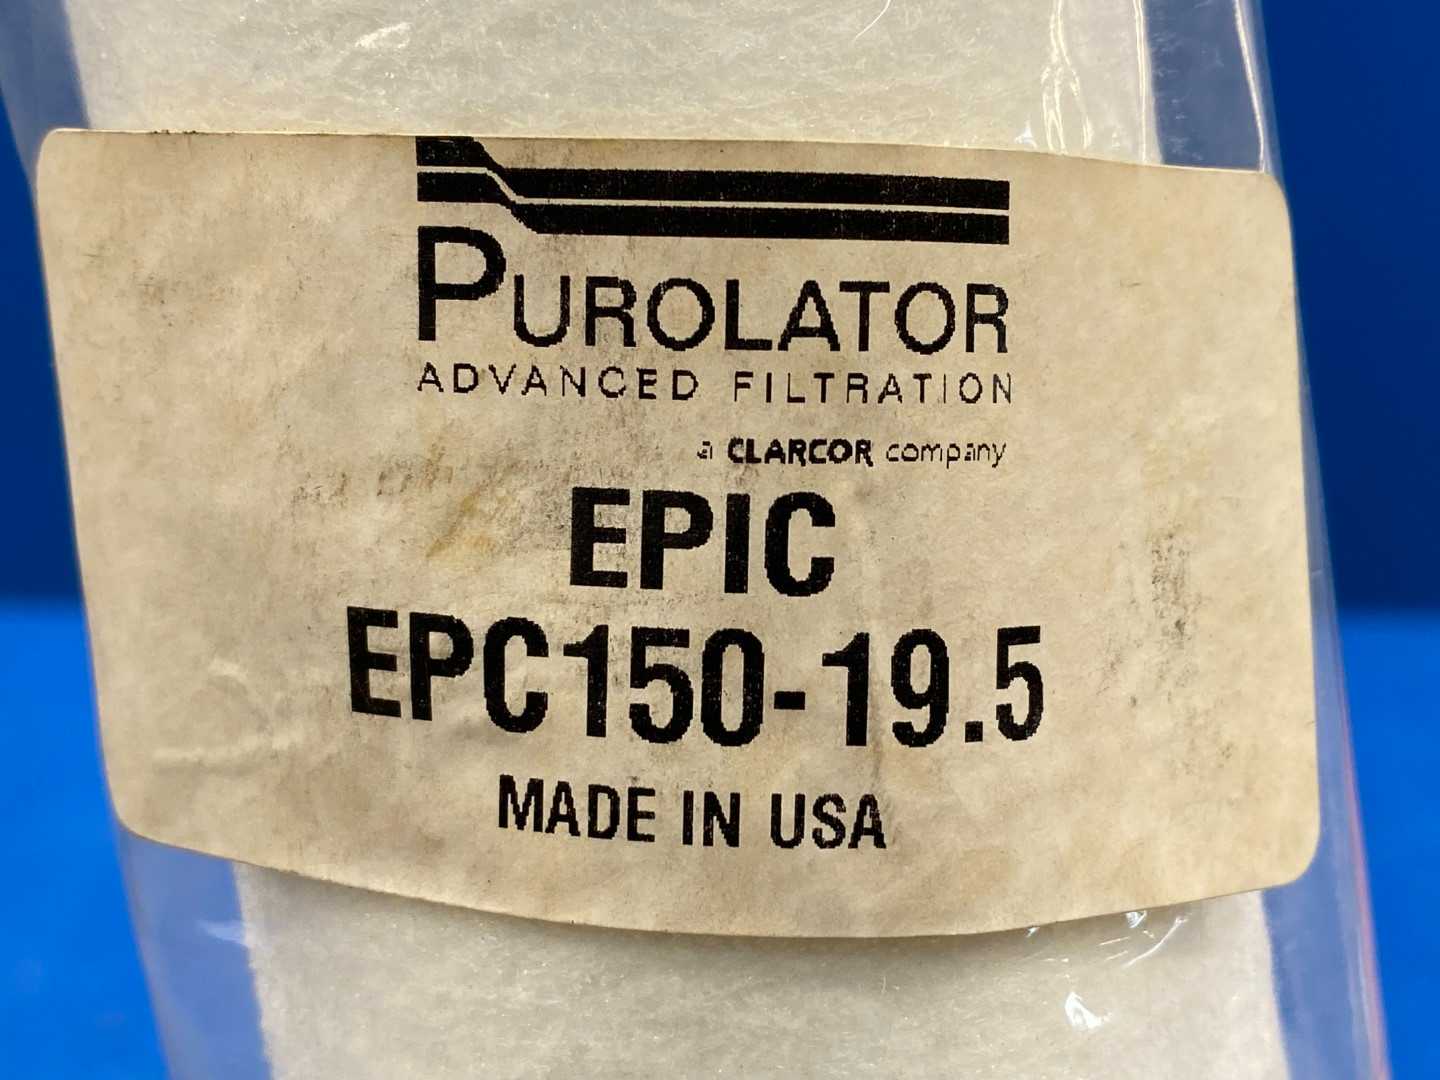 PUROLATOR
ADVANCED FILTRATION
a CLARCOR company
EPIC
EPC150-19.5
MADE IN USA